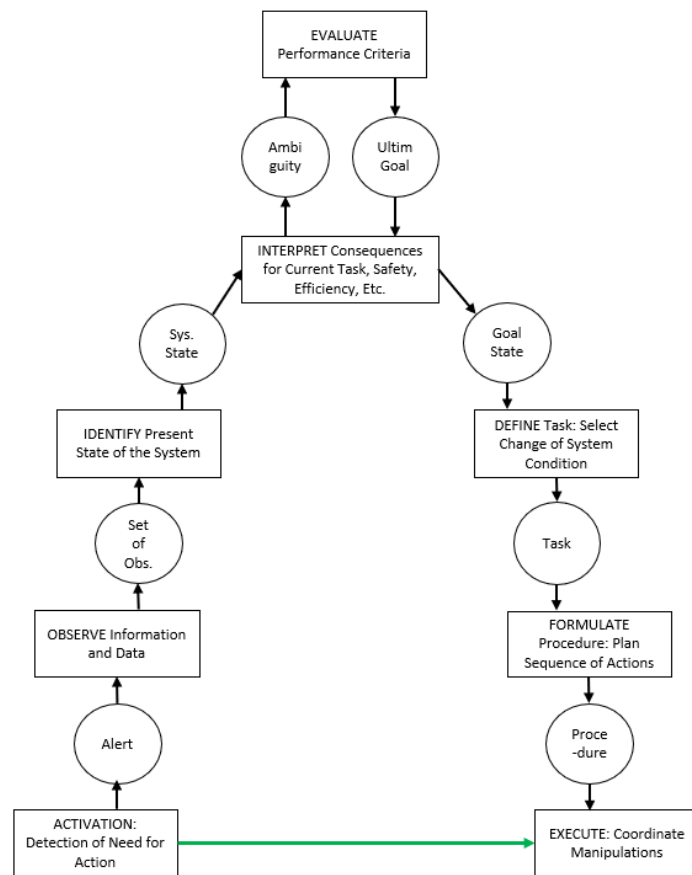 EVALUATE
Performance Criteria
Ambi
guity
Ultim
Goal
INTERPRET Consequences
for Current Task, Safety,
Efficiency, Etc.
Sys.
State
Goal
State
IDENTIFY Present
State of the System
DEFINE Task: Select
Change of System
Condition
Set
of
Obs.
Task
OBSERVE Information
and Data
FORMULATE
Procedure: Plan
Sequence of Actions
Alert
Proce
-dure
ACTIVATION:
Detection of Need for
Action
EXECUTE: Coordinate
Manipulations